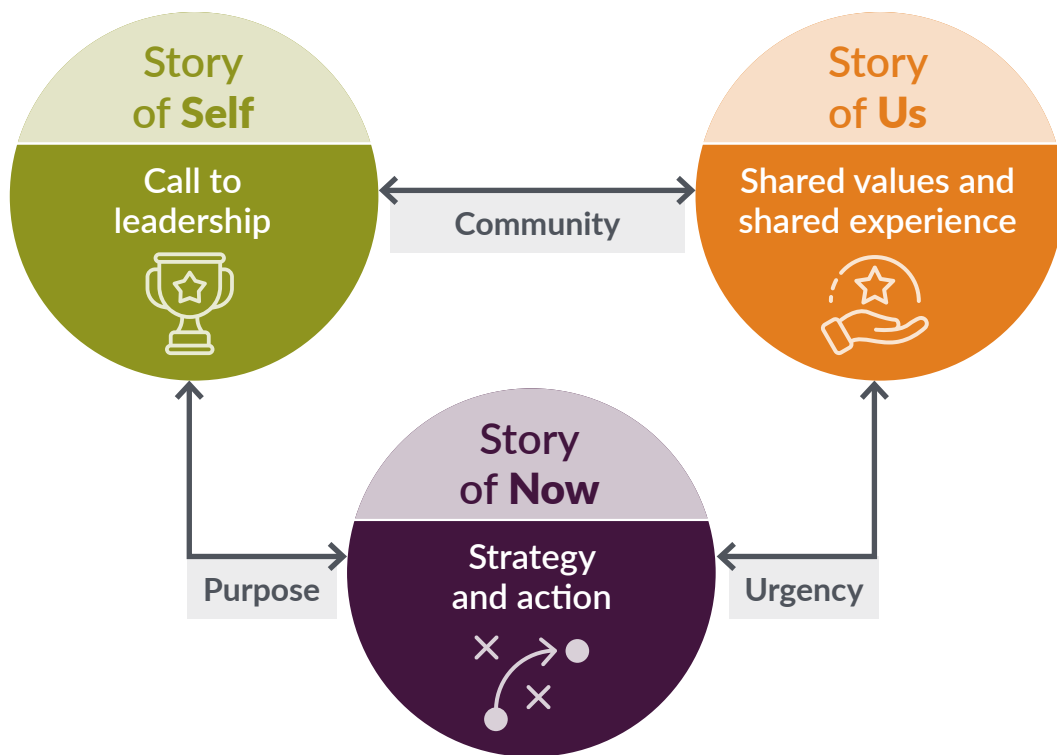 Story
of Self
Call to
leadership
Community
Story
of Us
Shared values and
shared experience
Purpose
Story
of Now
Strategy
and action
Urgency